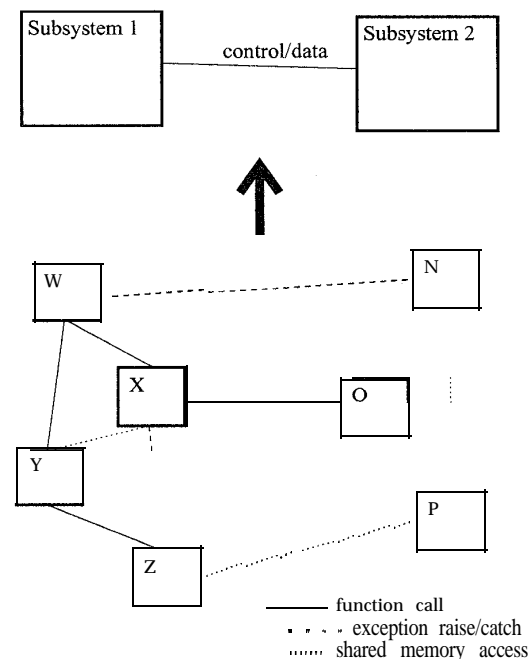 Subsystem 1
control/data
Subsystem 2
W
N
X
O
Y
P
Z
function call
exception raise/catch
shared memory access